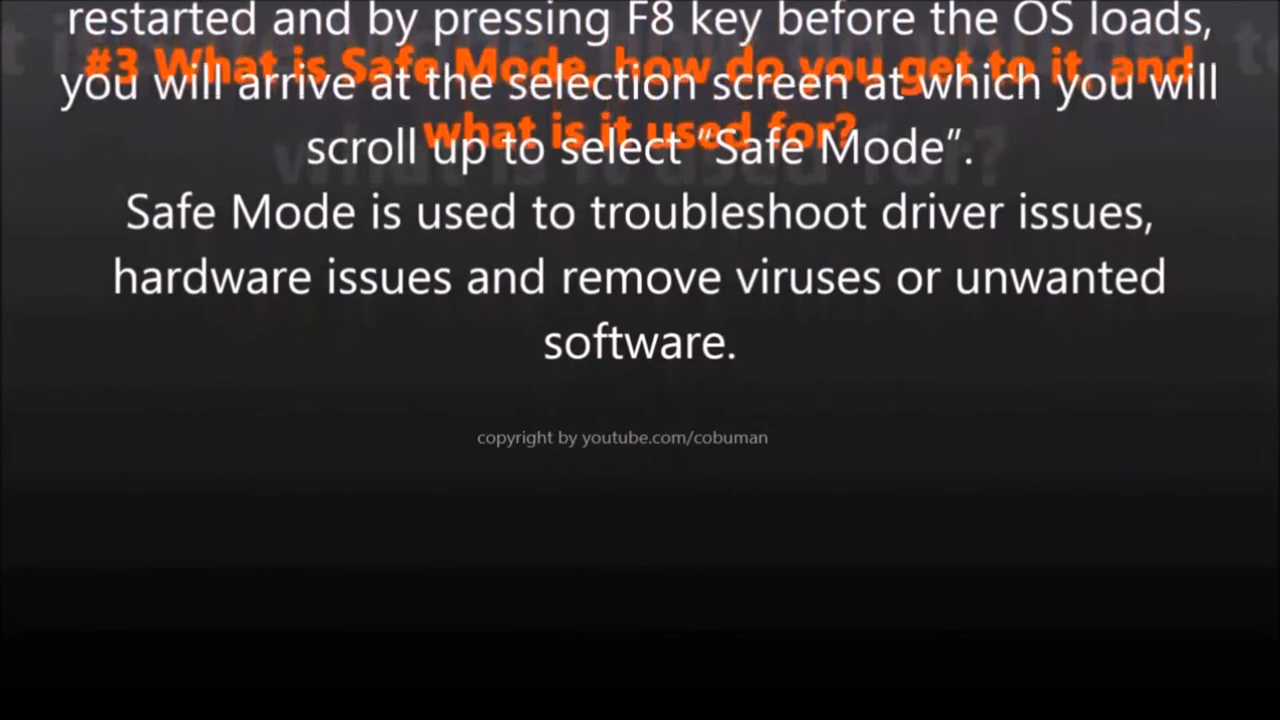 restarted and by pressing F8 key before the OS loads,
#3 What is Safe Mode, how do you get to it, and
you will arrive at the selection screen at which you will
what is it used for?
scroll up to select “Safe Mode”.
Safe Mode is used to troubleshoot driver issues,
hardware issues and remove viruses or unwanted
software.
copyright by youtube.com/cobuman